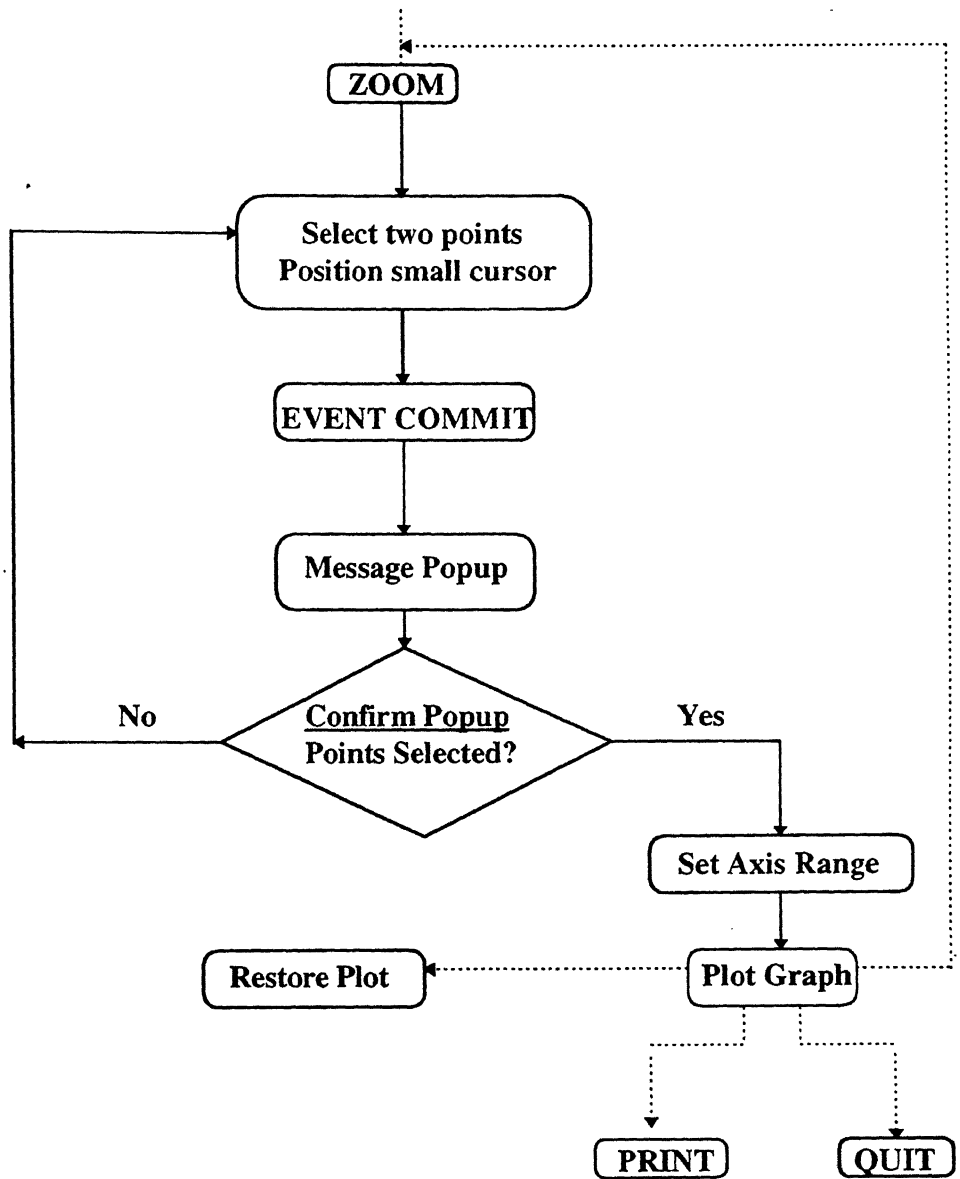 ZOOM
Select two points
Position small cursor
EVENT COMMIT
Message Popup
No
Confirm Popup
Yes
Points Selected?
Set Axis Range
Restore Plot
Plot Graph
PRINT
QUIT